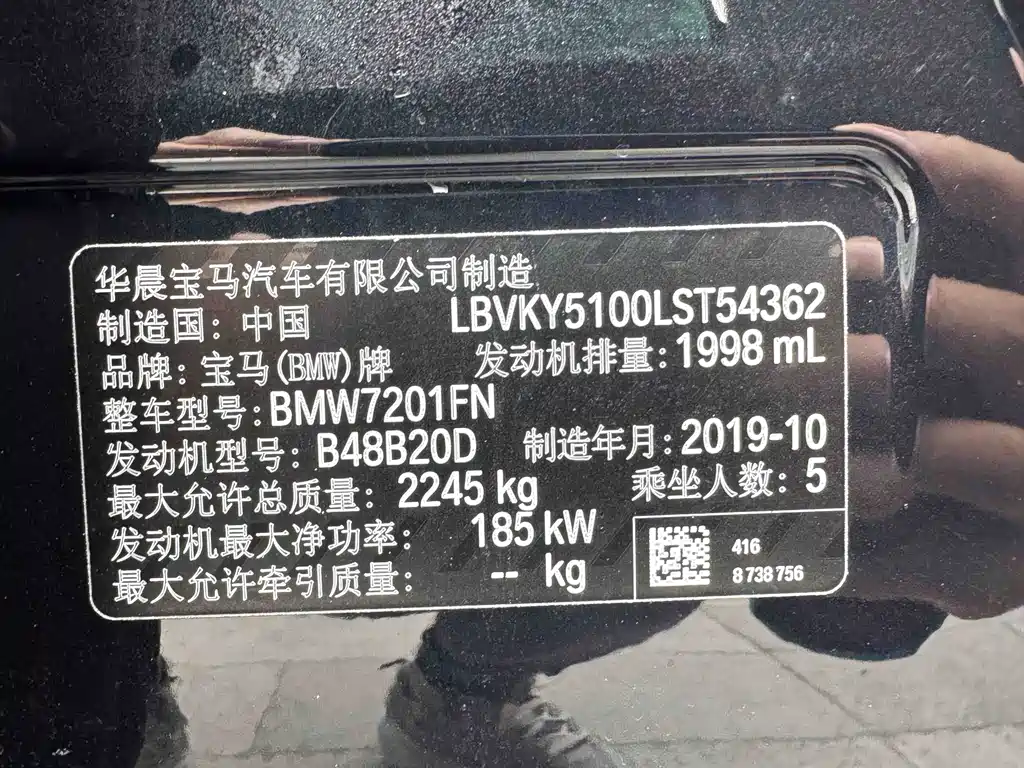 华晨宝马汽车有限公司制造
制造国：中国 LBVKY5100LST54362
品牌：宝马(BMW)牌 发动机排量：1998 mL
整车型号：BMW7201FN
发动机型号：B48B20D 制造年月：2019-10
最大允许总质量：2245 kg 乘坐人数：5
发动机最大净功率：185 kW
最大允许牵引质量：-- kg
416
8 738 756